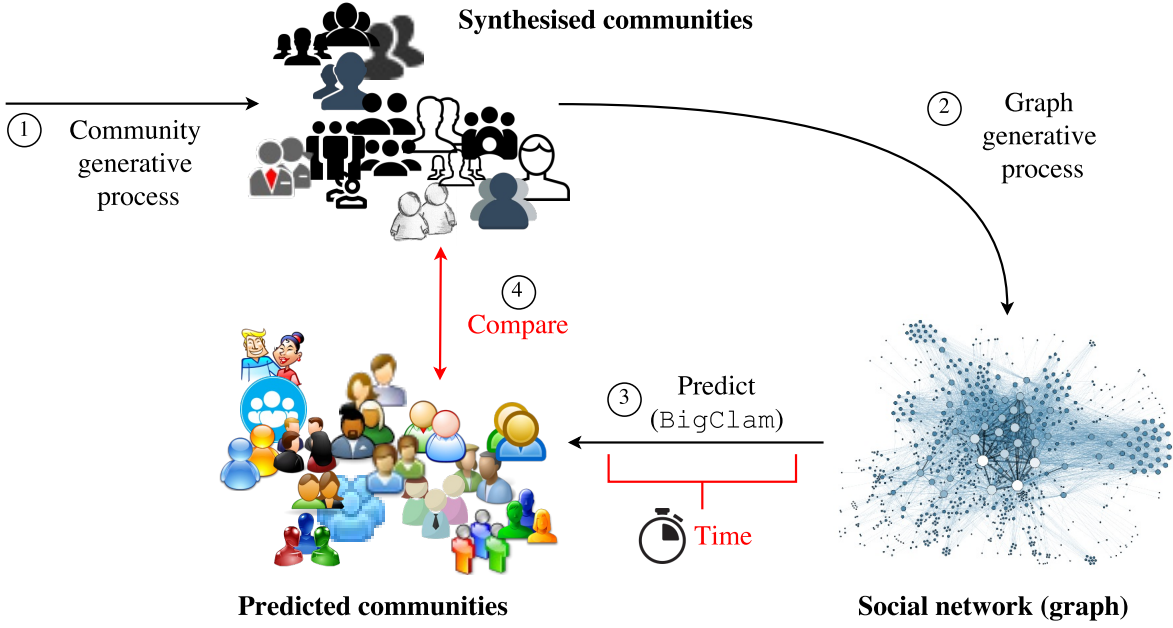 Synthesised communities
1
Community
generative
process
2
Graph
generative
process
4
Compare
3
Predict
(BigClam)
Time
Predicted communities
Social network (graph)